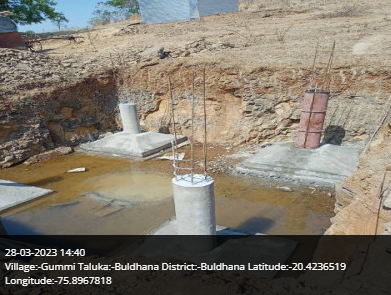 28-03-2023 14:40
Village:-Gummi Taluka:-Buldhana District:-Buldhana Latitude:-20.4236519
Longitude:-75.8967818